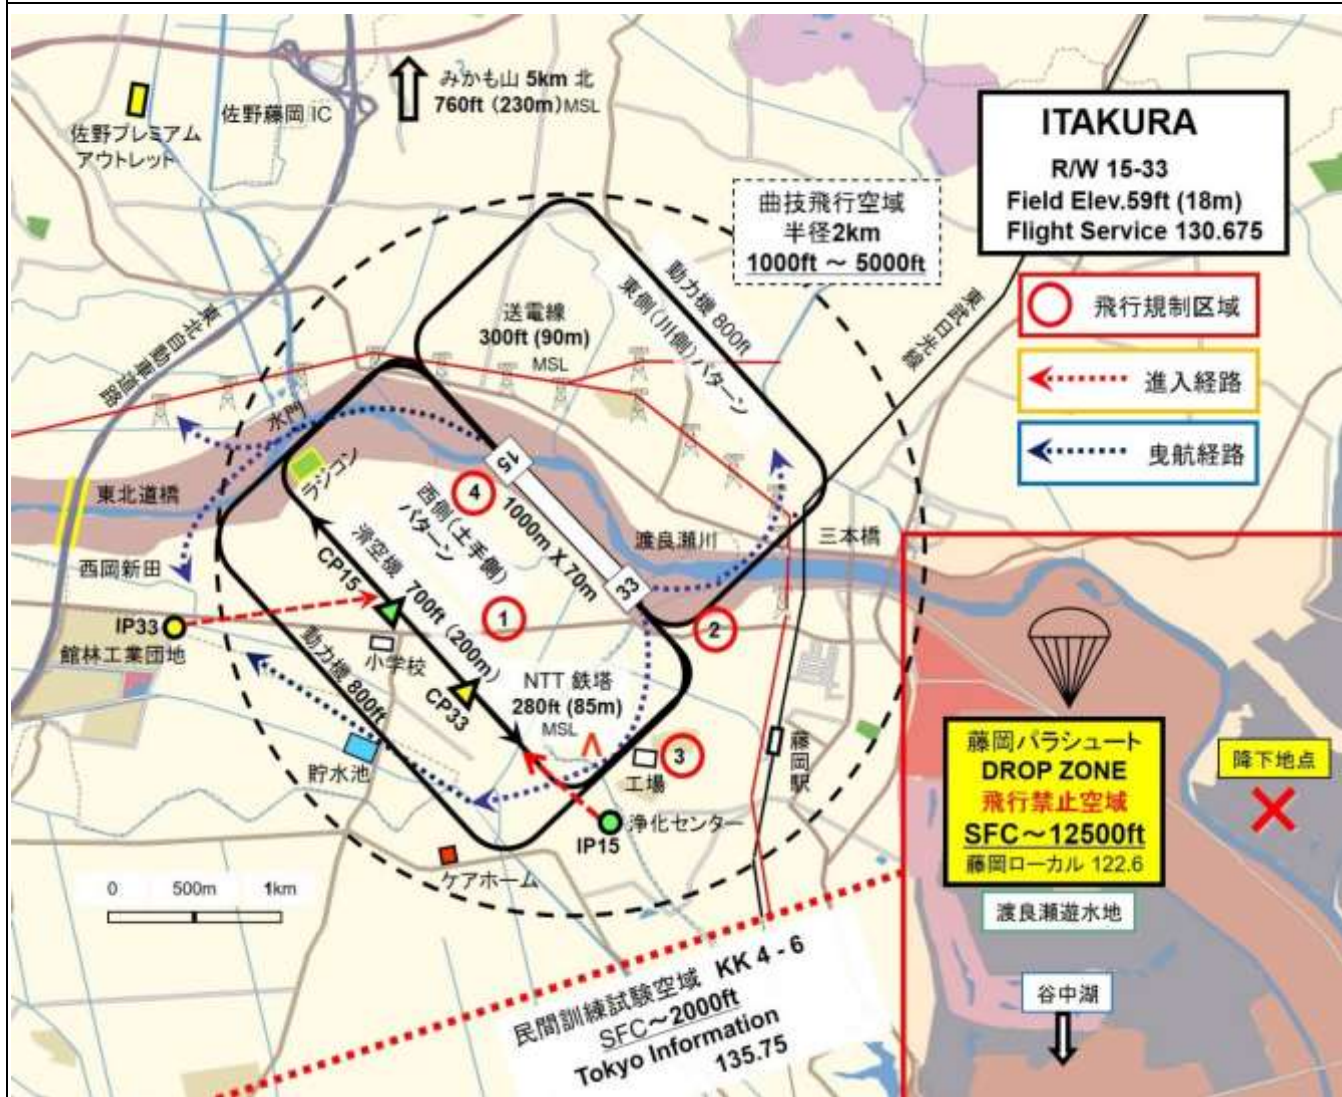 みかも山 5km 北
760ft (230m)MSL
佐野藤岡 IC
佐野プレミアム
アウトレット
ITAKURA
R/W 15-33
Field Elev.59ft (18m)
Flight Service 130.675
曲技飛行空域
半径2km
1000ft ～ 5000ft
飛行規制区域
進入経路
曳航経路
動力機 800ft
東側(川側)パターン
東武日光線
送電線
300ft (90m)
MSL
東北自動車道路
水門
ラジコン
東北道橋
15
1000m X 70m
33
4
西側(土手側)
パターン
滑空機 700ft (200m)
渡良瀬川
三本橋
西岡新田
CP15
IP33
館林工業団地
1
2
小学校
動力機 800ft
CP33
NTT 鉄塔
280ft (85m)
MSL
3
工場
藤岡駅
貯水池
浄化センター
IP15
ケアホーム
0 500m 1km
藤岡パラシュート
DROP ZONE
飛行禁止空域
SFC～12500ft
藤岡ローカル 122.6
降下地点
渡良瀬遊水地
谷中湖
民間訓練試験空域 KK 4 - 6
SFC～2000ft
Tokyo Information
135.75